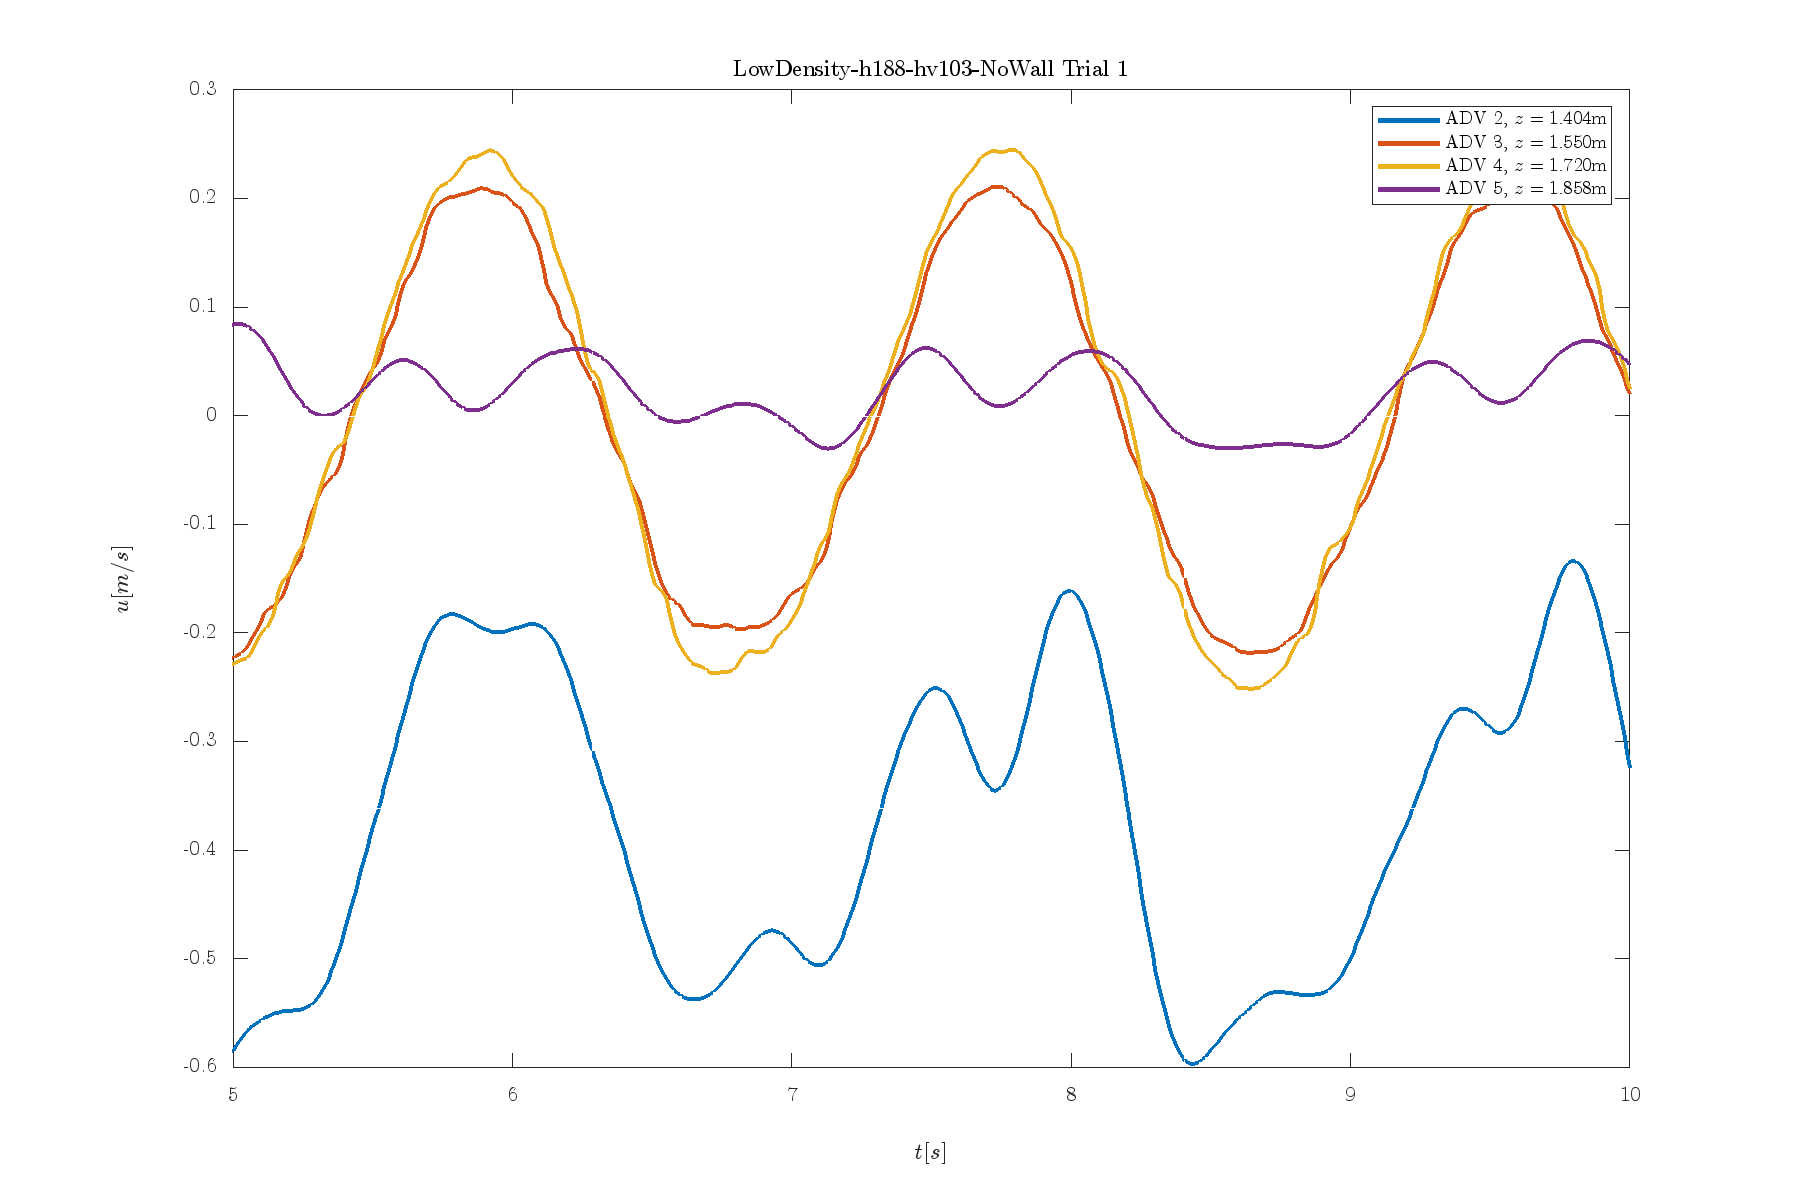 LowDensity-h188-hv103-NoWall Trial 1
0.3
0.2
0.1
0
-0.1
-0.2
-0.3
-0.4
-0.5
-0.6
u[m/s]
ADV 2, z = 1.404m
ADV 3, z = 1.550m
ADV 4, z = 1.720m
ADV 5, z = 1.858m
5 6 7 8 9 10
t[s]